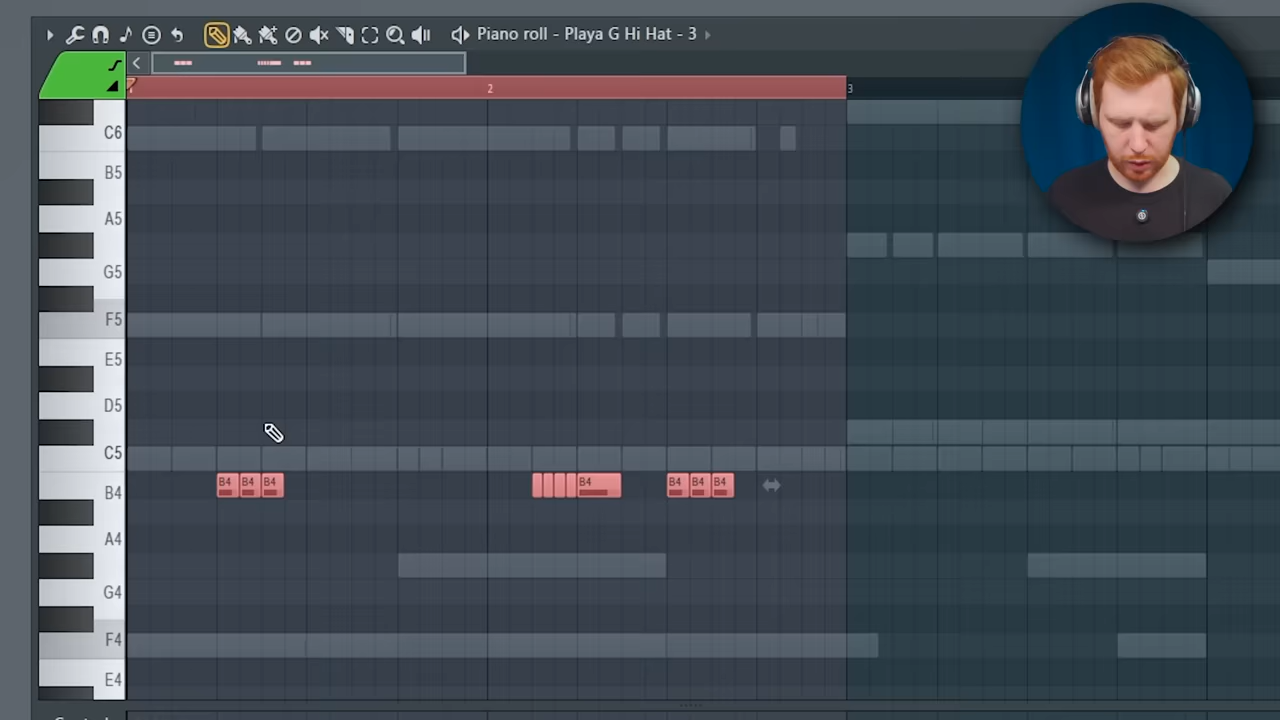 Piano roll - Playa G Hi Hat - 3
2
3
C6
B5
A5
G5
F5
E5
D5
C5
B4 B4 B4 B4 B4 B4 B4
B4
A4
G4
F4
E4